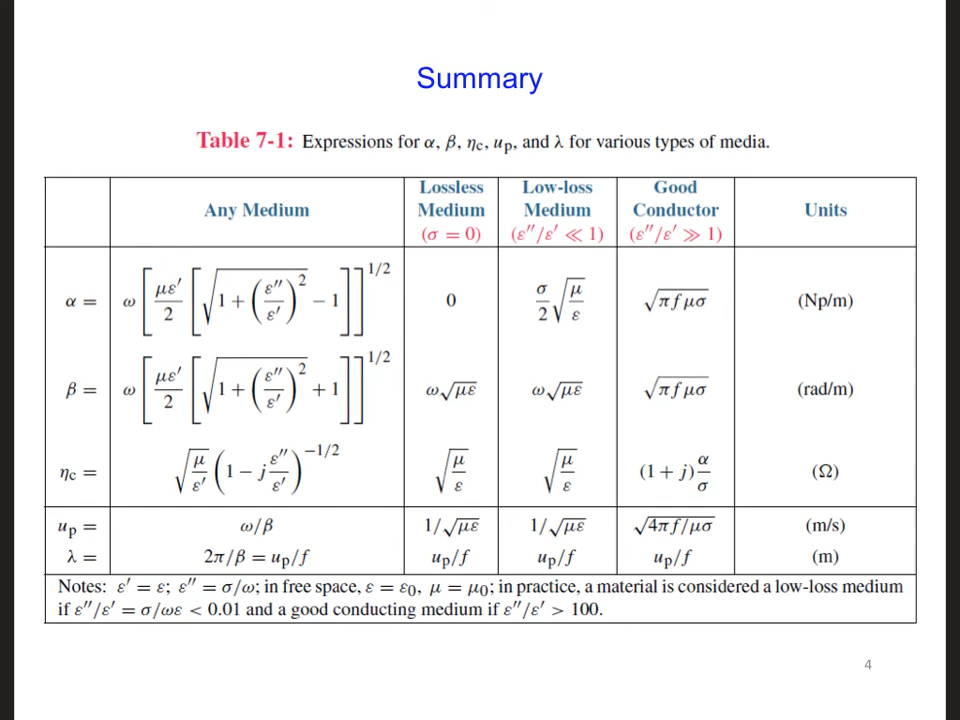 Summary
Table 7-1: Expressions for α, β, ηc, up, and λ for various types of media.
Any Medium | Lossless Medium (σ = 0) | Low-loss Medium (ε″/ε′ ≪ 1) | Good Conductor (ε″/ε′ ≫ 1) | Units
α = | ω[με′/2 [√(1 + (ε″/ε′)²) − 1]]^1/2 | 0 | σ/2 √(μ/ε) | √(πfμσ) | (Np/m)
β = | ω[με′/2 [√(1 + (ε″/ε′)²) + 1]]^1/2 | ω√(με) | ω√(με) | √(πfμσ) | (rad/m)
ηc = | √(μ/ε′) (1 − j ε″/ε′)^−1/2 | √(μ/ε) | √(μ/ε) | (1 + j) α/σ | (Ω)
up = | ω/β | 1/√(με) | 1/√(με) | √(4πf/μσ) | (m/s)
λ = | 2π/β = up/f | up/f | up/f | up/f | (m)
Notes: ε′ = ε; ε″ = σ/ω; in free space, ε = ε0, μ = μ0; in practice, a material is considered a low-loss medium
if ε″/ε′ = σ/ωε < 0.01 and a good conducting medium if ε″/ε′ > 100.
4